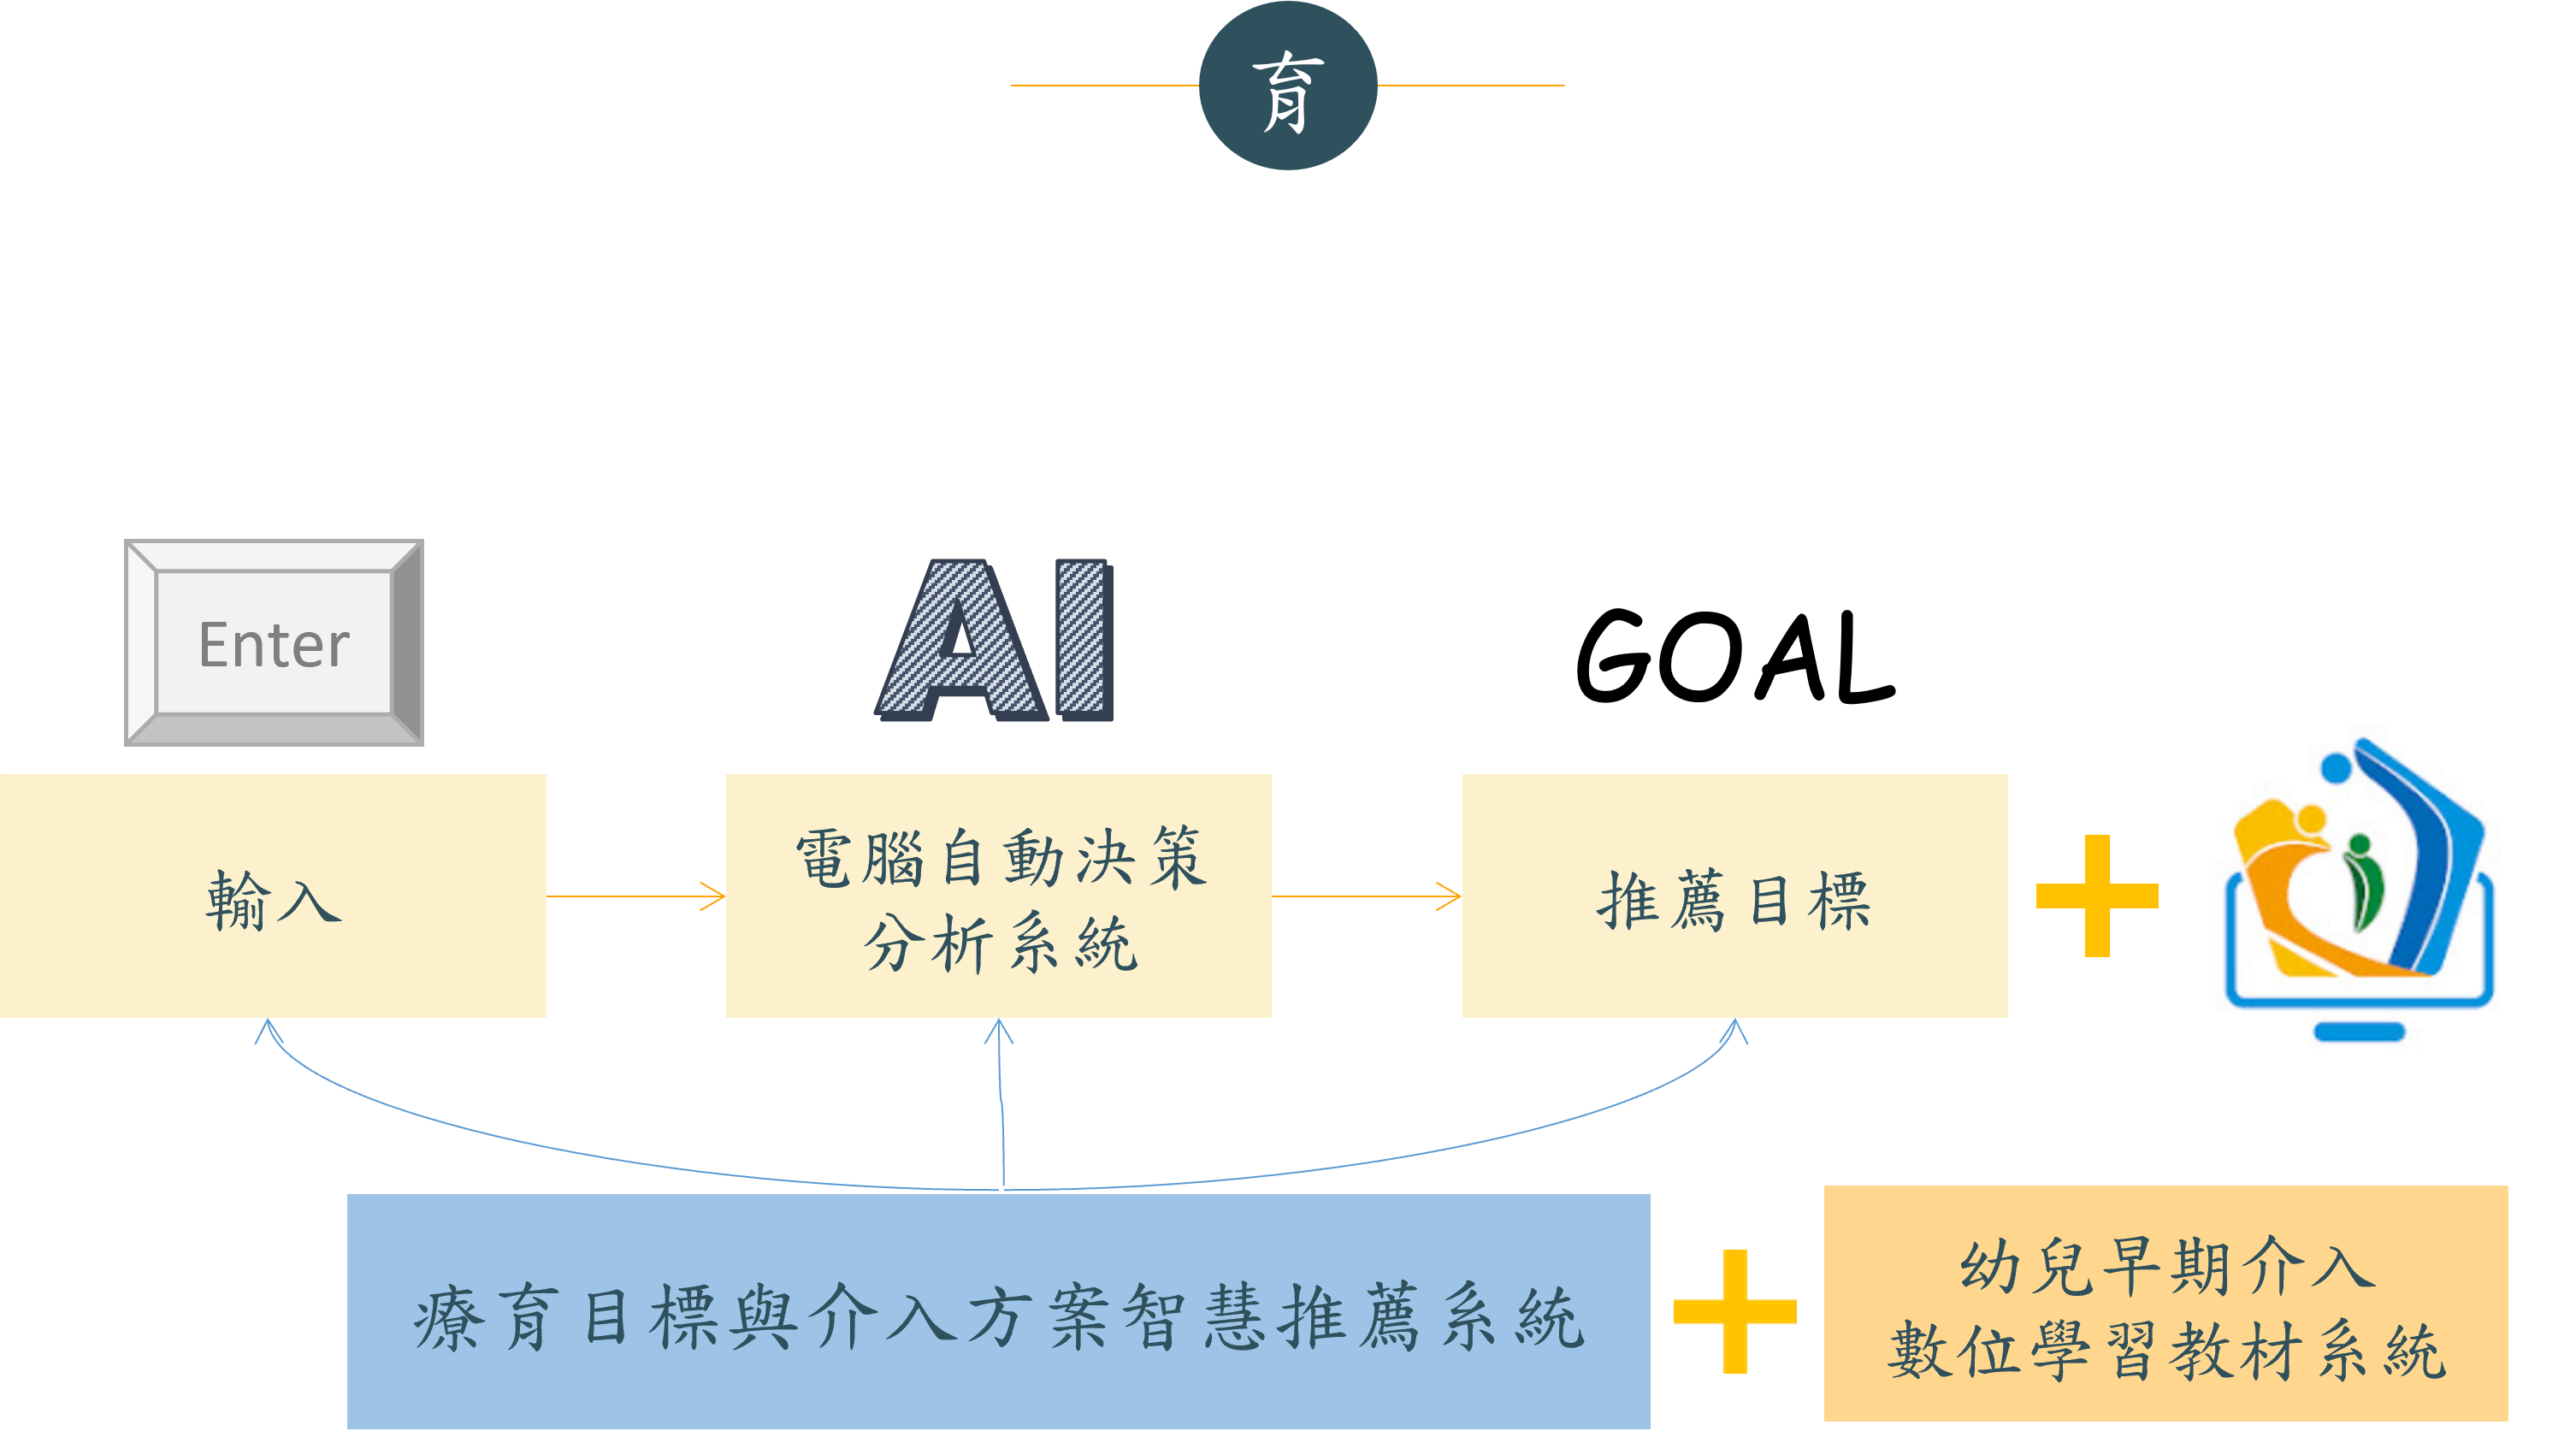 育
Enter
AI
GOAL
輸入
電腦自動決策
分析系統
推薦目標
療育目標與介入方案智慧推薦系統
幼兒早期介入
數位學習教材系統